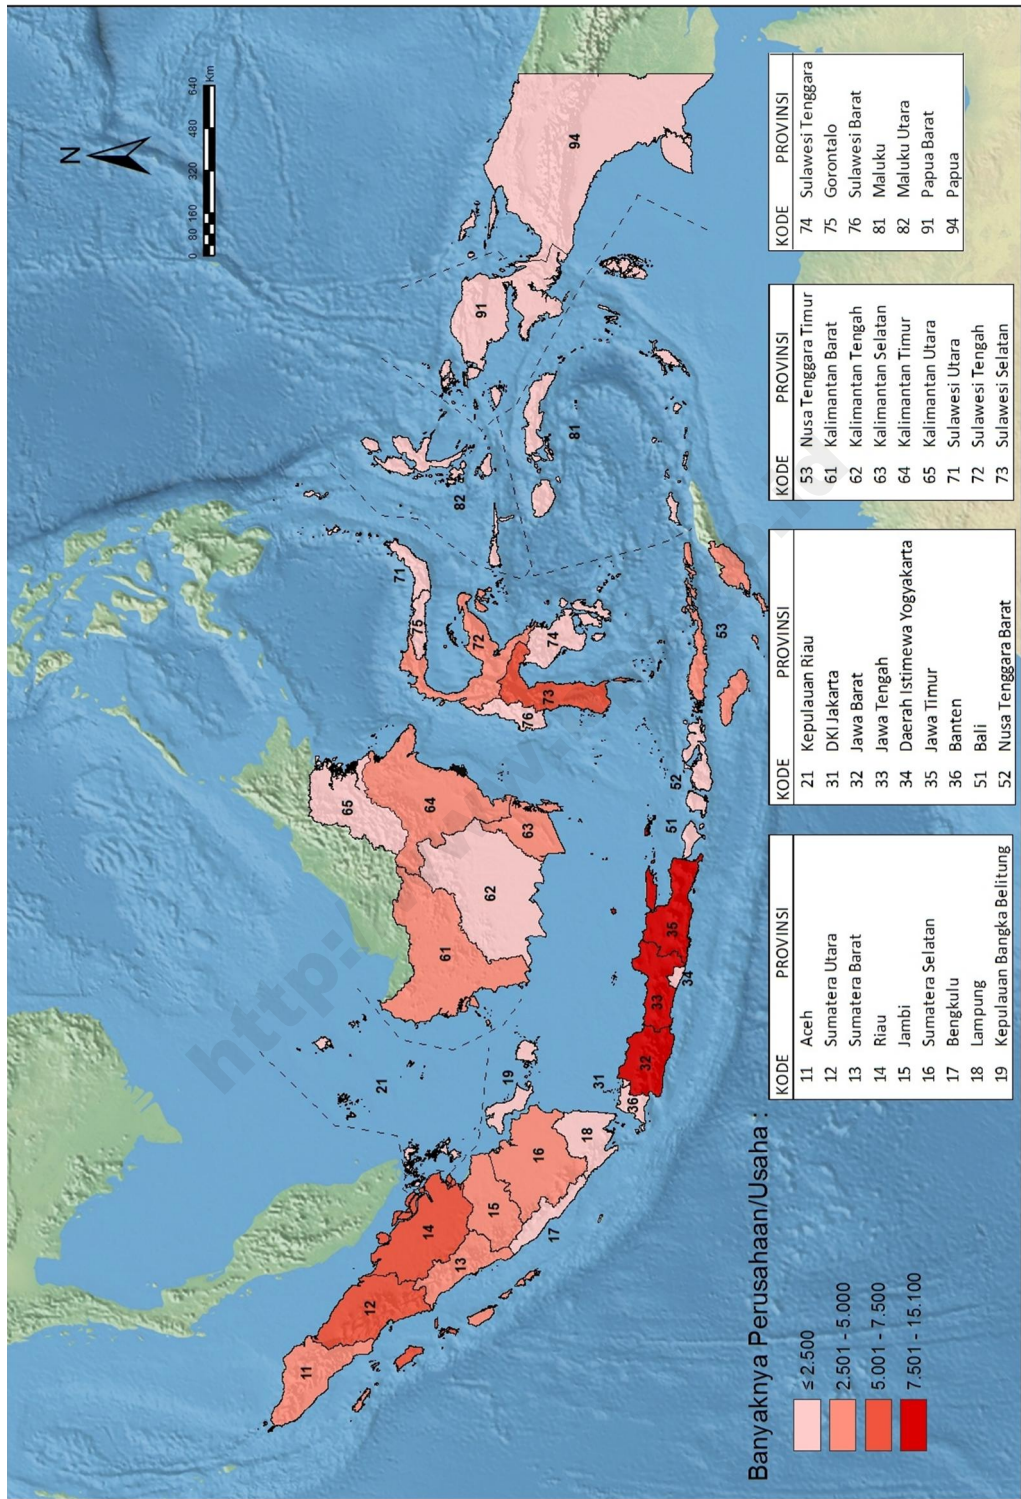 N
0 80 160 320 480 640
Km
11
12
13
14
15
16
17
18
19
21
31
32
33
34
35
36
51
52
53
61
62
63
64
65
71
72
73
74
75
76
81
82
91
94
Banyaknya Perusahaan/Usaha :
≤ 2.500
2.501 - 5.000
5.001 - 7.500
7.501 - 15.100
KODE PROVINSI
11 Aceh
12 Sumatera Utara
13 Sumatera Barat
14 Riau
15 Jambi
16 Sumatera Selatan
17 Bengkulu
18 Lampung
19 Kepulauan Bangka Belitung
KODE PROVINSI
21 Kepulauan Riau
31 DKI Jakarta
32 Jawa Barat
33 Jawa Tengah
34 Daerah Istimewa Yogyakarta
35 Jawa Timur
36 Banten
51 Bali
52 Nusa Tenggara Barat
KODE PROVINSI
53 Nusa Tenggara Timur
61 Kalimantan Barat
62 Kalimantan Tengah
63 Kalimantan Selatan
64 Kalimantan Timur
65 Kalimantan Utara
71 Sulawesi Utara
72 Sulawesi Tengah
73 Sulawesi Selatan
KODE PROVINSI
74 Sulawesi Tenggara
75 Gorontalo
76 Sulawesi Barat
81 Maluku
82 Maluku Utara
91 Papua Barat
94 Papua